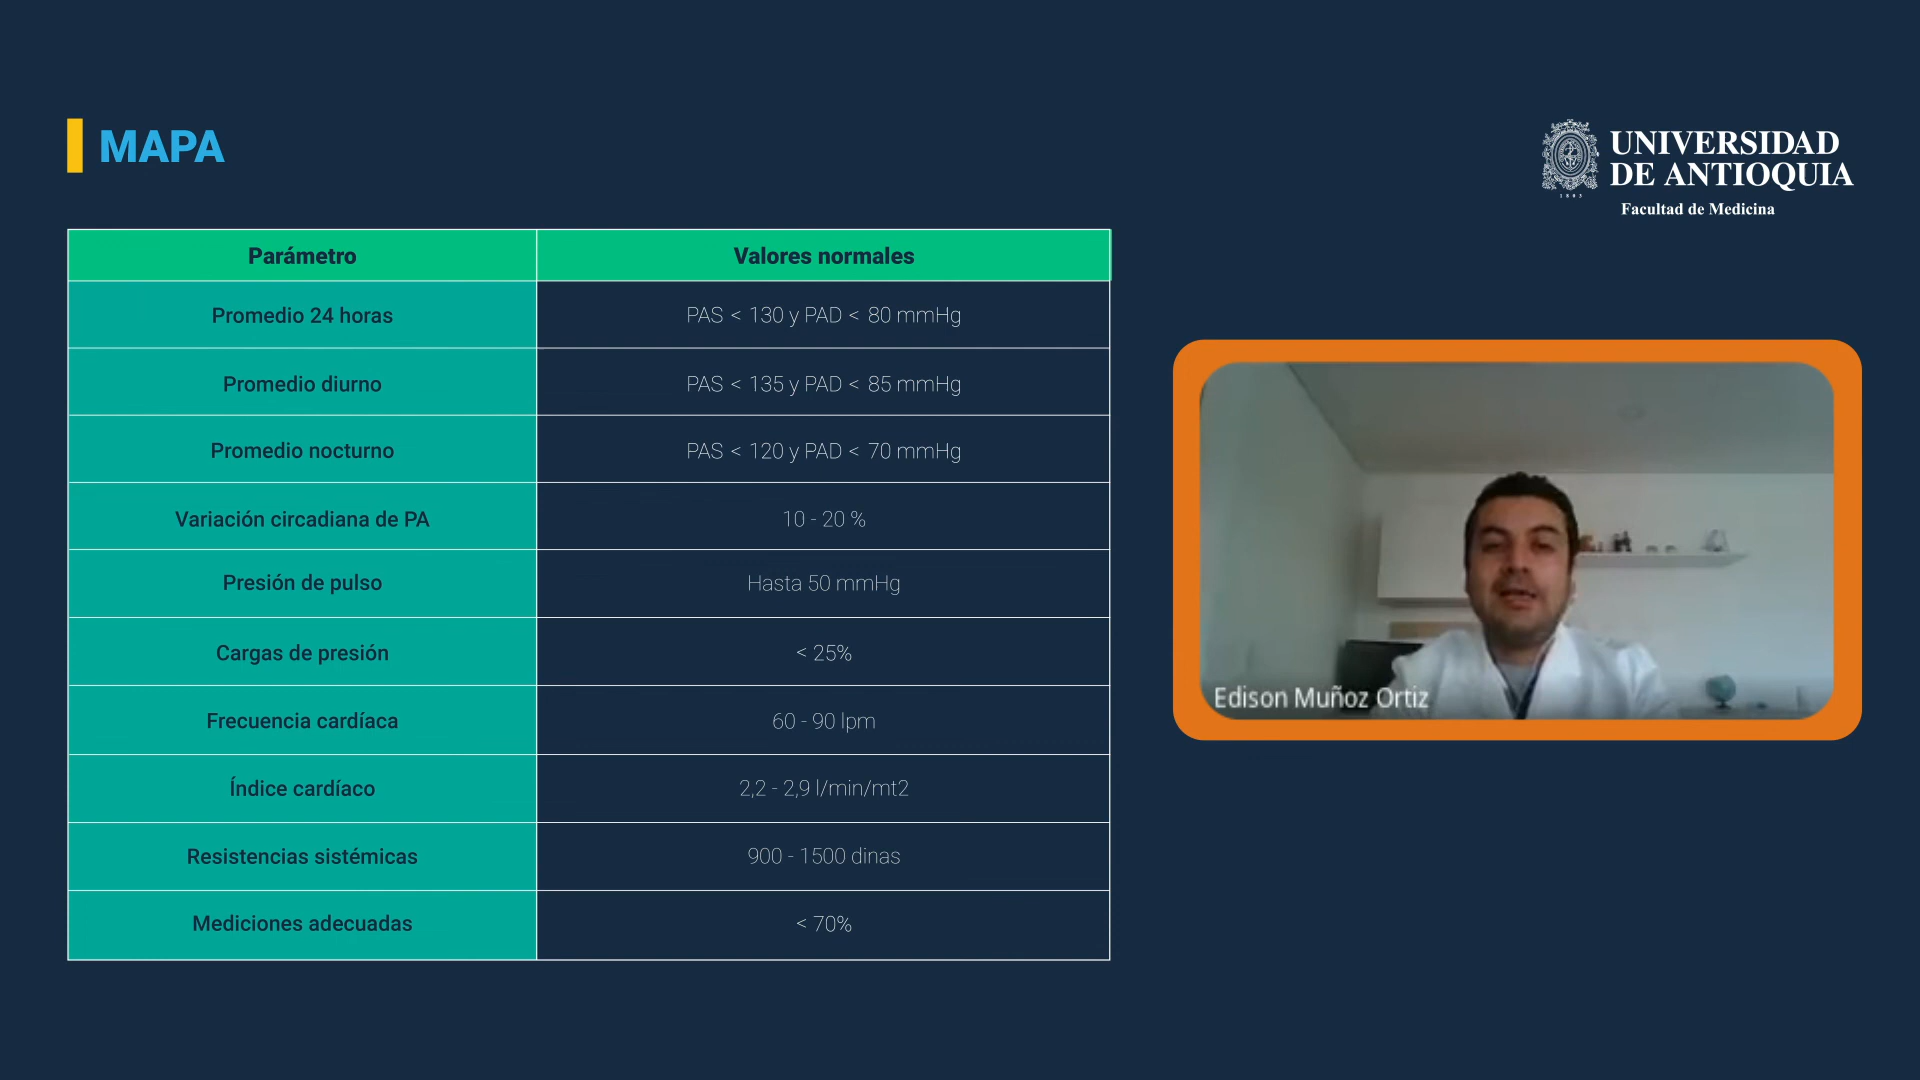 MAPA
UNIVERSIDAD
DE ANTIOQUIA
1803
Facultad de Medicina
Parámetro Valores normales
Promedio 24 horas PAS < 130 y PAD < 80 mmHg
Promedio diurno PAS < 135 y PAD < 85 mmHg
Promedio nocturno PAS < 120 y PAD < 70 mmHg
Variación circadiana de PA 10 - 20 %
Presión de pulso Hasta 50 mmHg
Cargas de presión < 25%
Frecuencia cardíaca 60 - 90 lpm
Índice cardíaco 2,2 - 2,9 l/min/mt2
Resistencias sistémicas 900 - 1500 dinas
Mediciones adecuadas < 70%
Edison Muñoz Ortiz